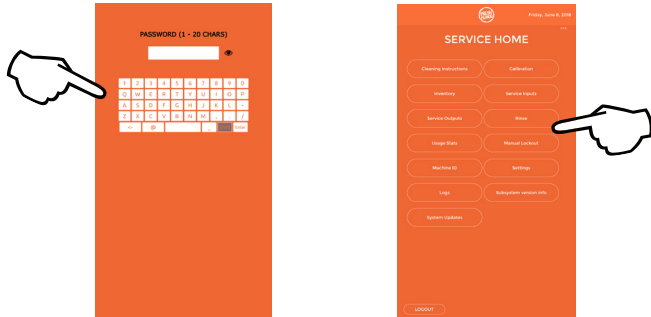 PASSWORD (1 - 20 CHARS)
1 2 3 4 5 6 7 8 9 0
Q W E R T Y U I O P
A S D F G H J K L -
Z X C V B N M , . /
<- @ _ ENTER
Friday, June 8, 2018
SERVICE HOME
Cleaning Instructions Calibration
Inventory Service Inputs
Service Outputs Rinse
Usage Stats Manual Lockout
Machine ID Settings
Logs Subsystem version info
System Updates
LOGOUT